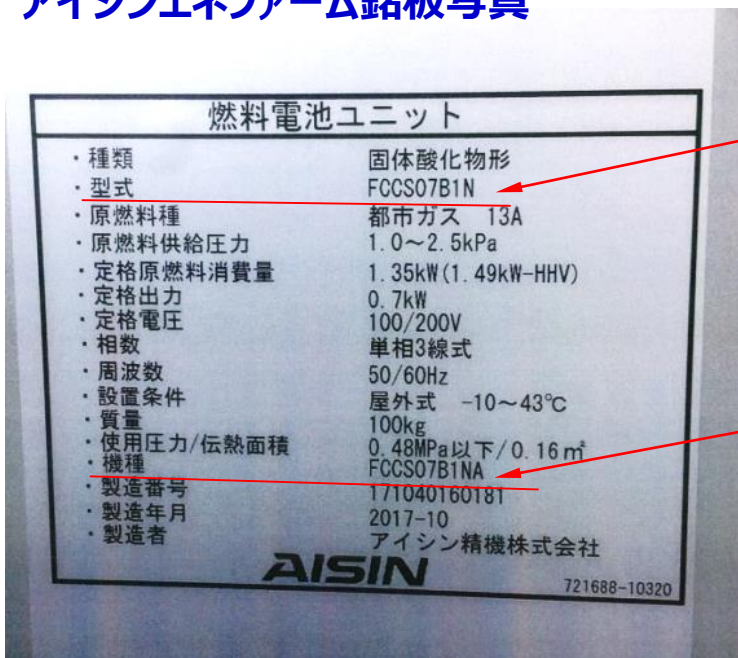 アイシンエネファーム銘板写真
燃料電池ユニット
・種類 固体酸化物形
・型式 FCCS07B1N
・原燃料種 都市ガス 13A
・原燃料供給圧力 1.0～2.5kPa
・定格原燃料消費量 1.35kW(1.49kW-HHV)
・定格出力 0.7kW
・定格電圧 100/200V
・相数 単相3線式
・周波数 50/60Hz
・設置条件 屋外式 -10～43℃
・質量 100kg
・使用圧力/伝熱面積 0.48MPa以下/0.16㎡
・機種 FCCS07B1NA
・製造番号 171040160181
・製造年月 2017-10
・製造者 アイシン精機株式会社
AISIN
721688-10320